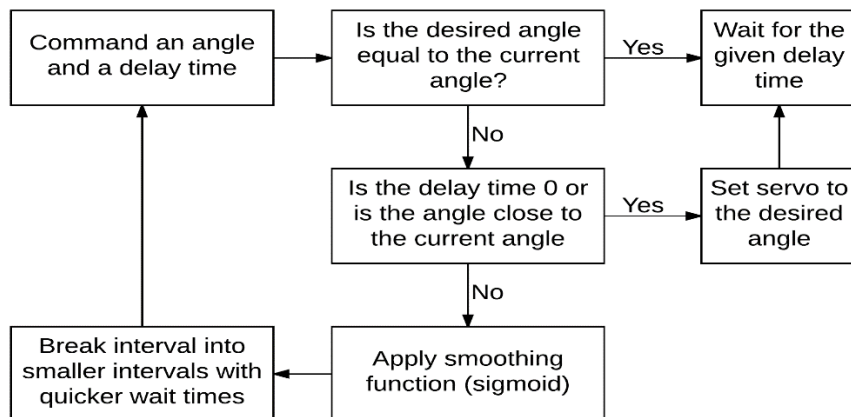 Command an angle
and a delay time
Is the desired angle
equal to the current
angle?
Yes
Wait for the
given delay
time
No
Is the delay time 0 or
is the angle close to
the current angle
Yes
Set servo to
the desired
angle
No
Break interval into
smaller intervals with
quicker wait times
Apply smoothing
function (sigmoid)